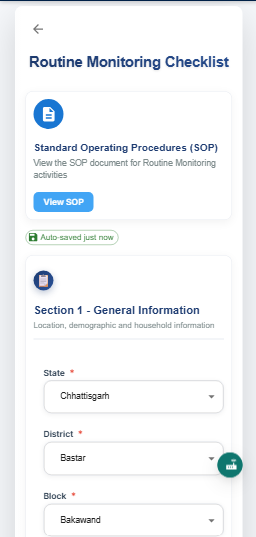 Routine Monitoring Checklist
Standard Operating Procedures (SOP)
View the SOP document for Routine Monitoring
activities
View SOP
Auto-saved just now
Section 1 - General Information
Location, demographic and household information
State *
Chhattisgarh
District *
Bastar
Block *
Bakawand